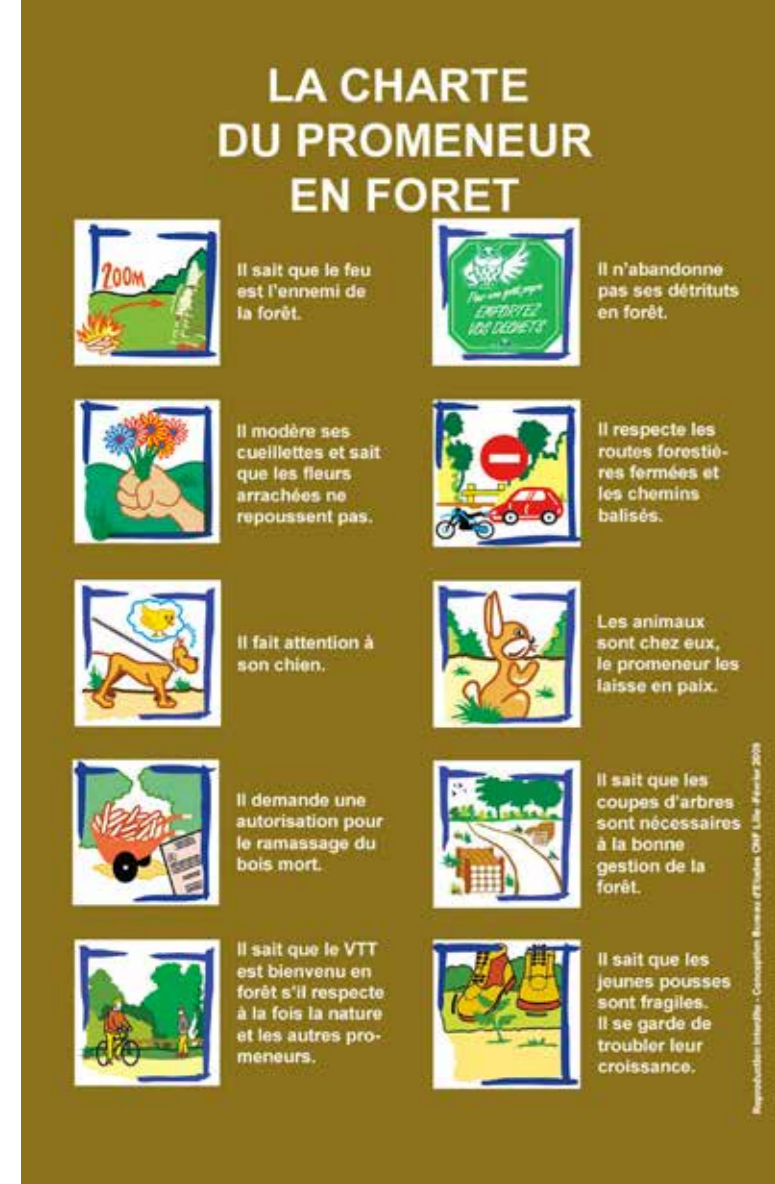 LA CHARTE
DU PROMENEUR
EN FORET
200M
Il sait que le feu
est l'ennemi de
la forêt.
EMPORTEZ
VOS DECHETS
Il n'abandonne
pas ses détrituts
en forêt.
Il modère ses
cueillettes et sait
que les fleurs
arrachées ne
repoussent pas.
Il respecte les
routes forestiè-
res fermées et
les chemins
balisés.
Il fait attention à
son chien.
Les animaux
sont chez eux,
le promeneur les
laisse en paix.
Il demande une
autorisation pour
le ramassage du
bois mort.
Il sait que les
coupes d'arbres
sont nécessaires
à la bonne
gestion de la
forêt.
Il sait que le VTT
est bienvenu en
forêt s'il respecte
à la fois la nature
et les autres pro-
meneurs.
Il sait que les
jeunes pousses
sont fragiles.
Il se garde de
troubler leur
croissance.
Reproduction Interdite - Conception Bureau d'Etudes ONF Lille -Février 2009